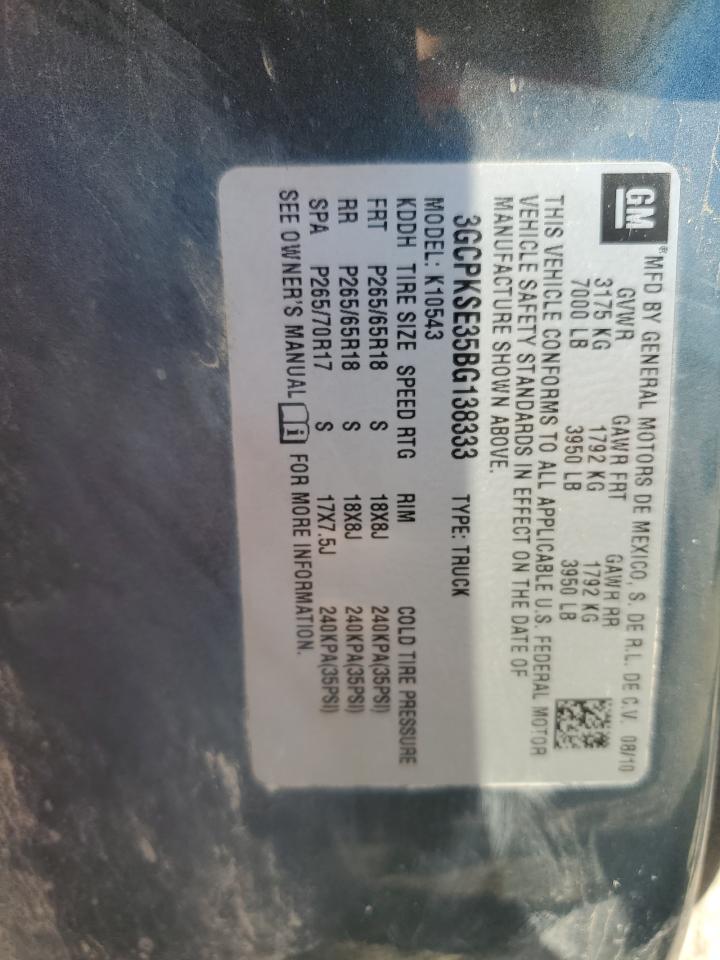 GM
® MFD BY GENERAL MOTORS DE MEXICO, S. DE R.L. DE C.V. 08/10
GVWR GAWR FRT GAWR RR
3175 KG 1792 KG 1792 KG
7000 LB 3950 LB 3950 LB
THIS VEHICLE CONFORMS TO ALL APPLICABLE U.S. FEDERAL MOTOR
VEHICLE SAFETY STANDARDS IN EFFECT ON THE DATE OF
MANUFACTURE SHOWN ABOVE.
3GCPKSE35BG138333 TYPE: TRUCK
MODEL: K10543
KDDH TIRE SIZE SPEED RTG RIM COLD TIRE PRESSURE
FRT P265/65R18 S 18X8J 240KPA(35PSI)
RR P265/65R18 S 18X8J 240KPA(35PSI)
SPA P265/70R17 S 17X7.5J 240KPA(35PSI)
SEE OWNER'S MANUAL i FOR MORE INFORMATION.